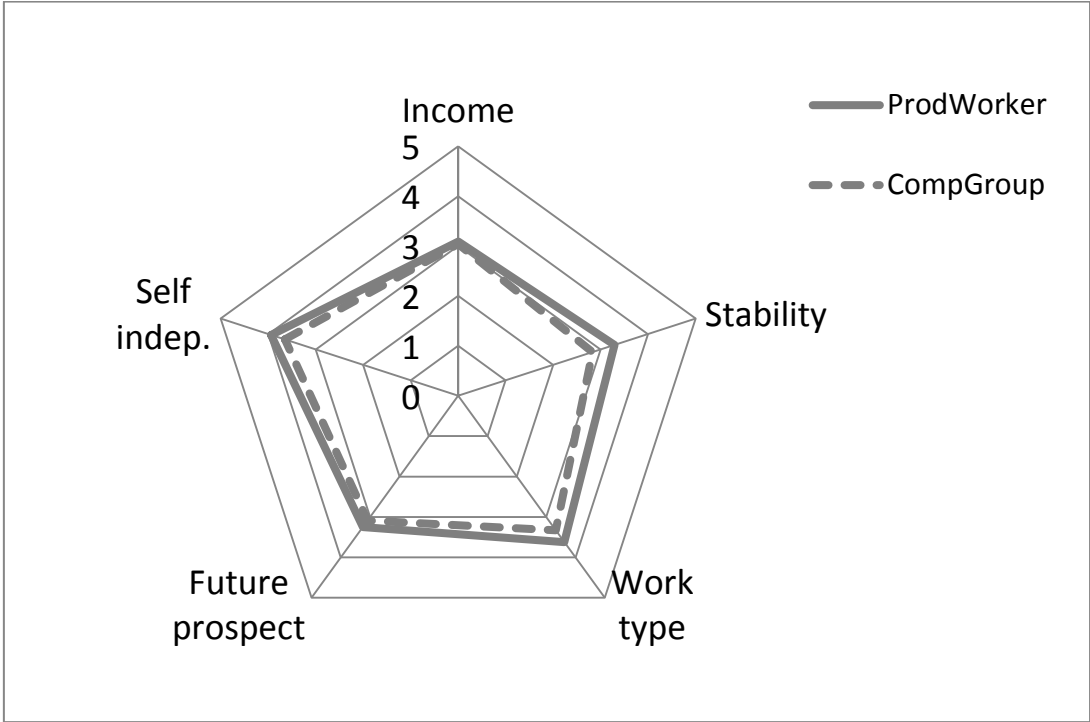 Income
5
4
3
2
1
0
Stability
Work
type
Future
prospect
Self
indep.
ProdWorker
CompGroup